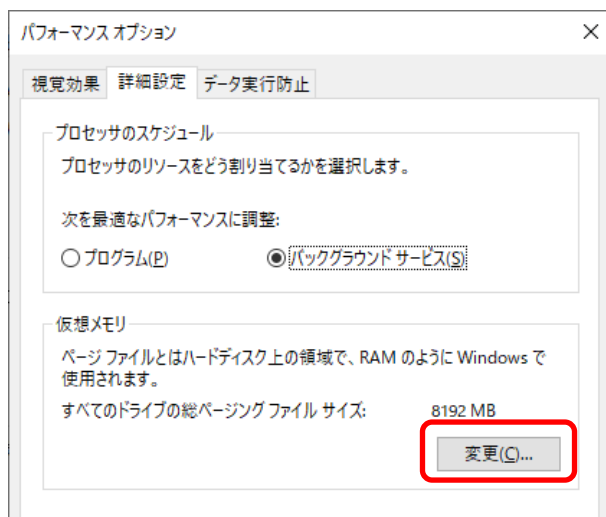 パフォーマンス オプション
視覚効果 詳細設定 データ実行防止
プロセッサのスケジュール
プロセッサのリソースをどう割り当てるかを選択します。
次を最適なパフォーマンスに調整:
プログラム(P) バックグラウンド サービス(S)
仮想メモリ
ページ ファイルとはハードディスク上の領域で、RAM のように Windows で
使用されます。
すべてのドライブの総ページング ファイル サイズ: 8192 MB
変更(C)...